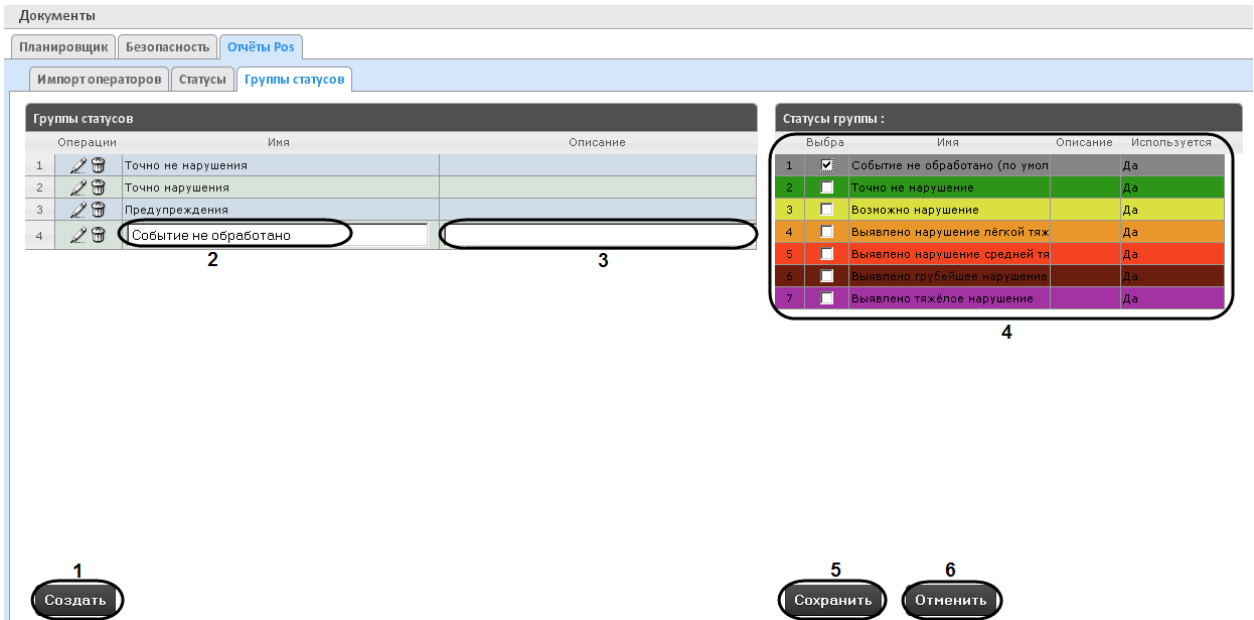 Документы
Планировщик Безопасность Отчёты Pos
Импорт операторов Статусы Группы статусов
Группы статусов Статусы группы :
Операции Имя Описание Выбра Имя Описание Используется
1 Точно не нарушения 1 Событие не обработано (по умол Да
2 Точно нарушения 2 Точно не нарушение Да
3 Предупреждения 3 Возможно нарушение Да
4 Событие не обработано 4 Выявлено нарушение лёгкой тяж Да
2 3 5 Выявлено нарушение средней тя Да
6 Выявлено грубейшее нарушение Да
7 Выявлено тяжёлое нарушение Да
4
1 5 6
Создать Сохранить Отменить